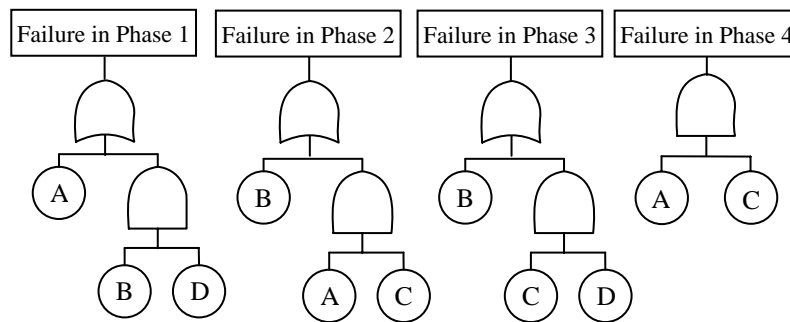 Failure in Phase 1
Failure in Phase 2
Failure in Phase 3
Failure in Phase 4
A
B
B
A
C
B
D
A
C
C
D